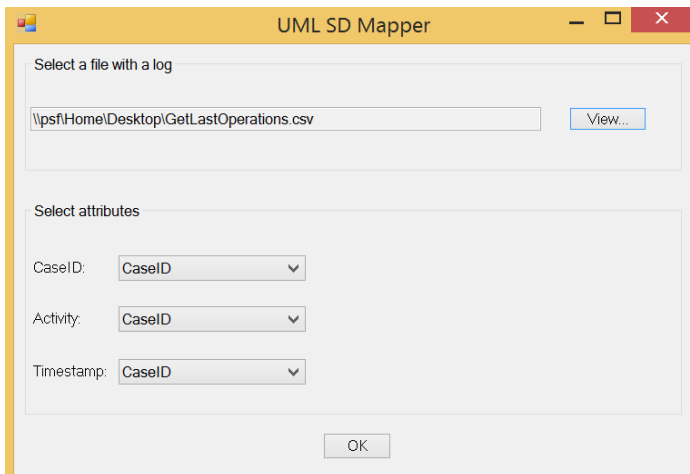 UML SD Mapper
Select a file with a log
\\psf\Home\Desktop\GetLastOperations.csv
View...
Select attributes
CaseID: CaseID
Activity: CaseID
Timestamp: CaseID
OK